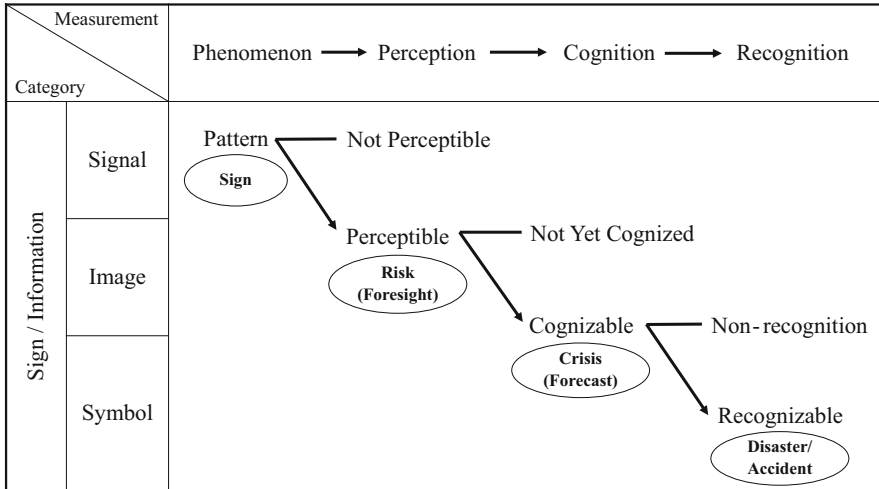 Measurement
Category
Phenomenon Perception Cognition Recognition
Sign / Information
Signal
Pattern Not Perceptible
Sign
Image
Perceptible Not Yet Cognized
Risk
(Foresight)
Cognizable Non-recognition
Crisis
(Forecast)
Symbol
Recognizable
Disaster/
Accident